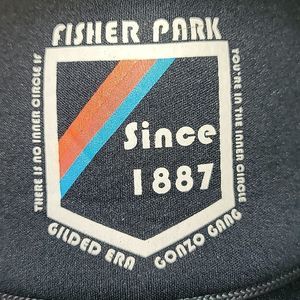 FISHER PARK
THERE IS NO INNER CIRCLE IS
YOU'RE IN THE INNER CIRCLE
Since
1887
GILDED ERA
GONZO GANG